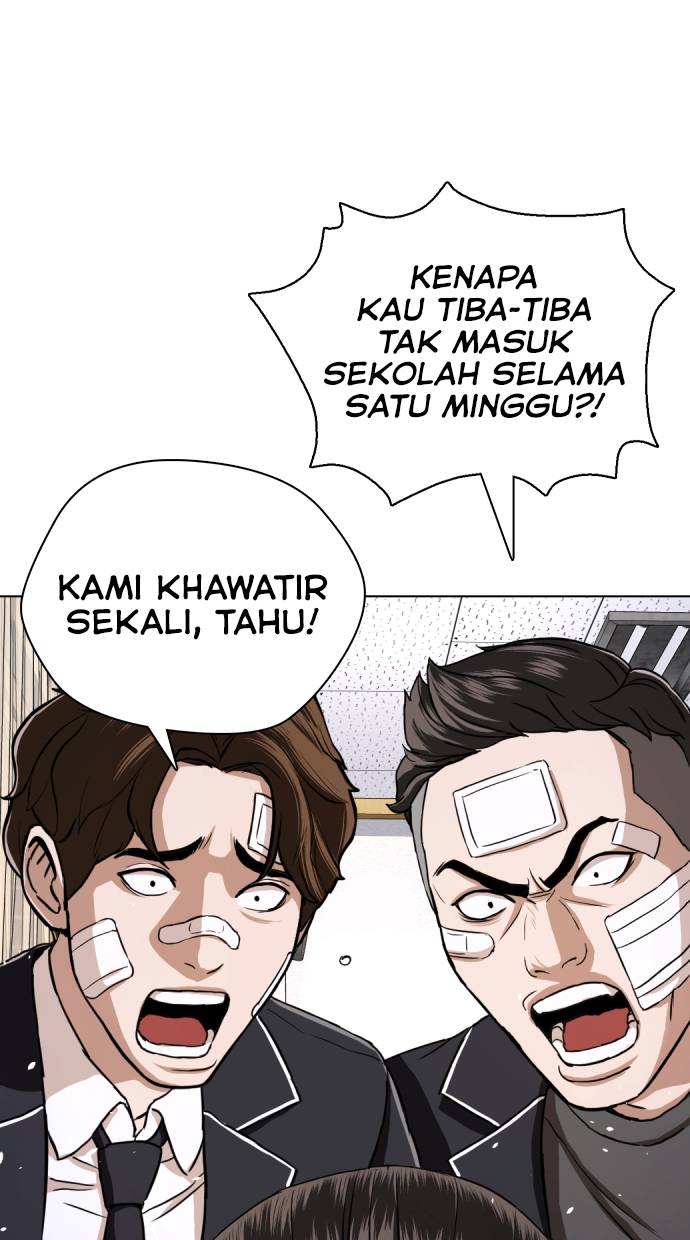 KENAPA
KAU TIBA-TIBA
TAK MASUK
SEKOLAH SELAMA
SATU MINGGU?!
KAMI KHAWATIR
SEKALI, TAHU!